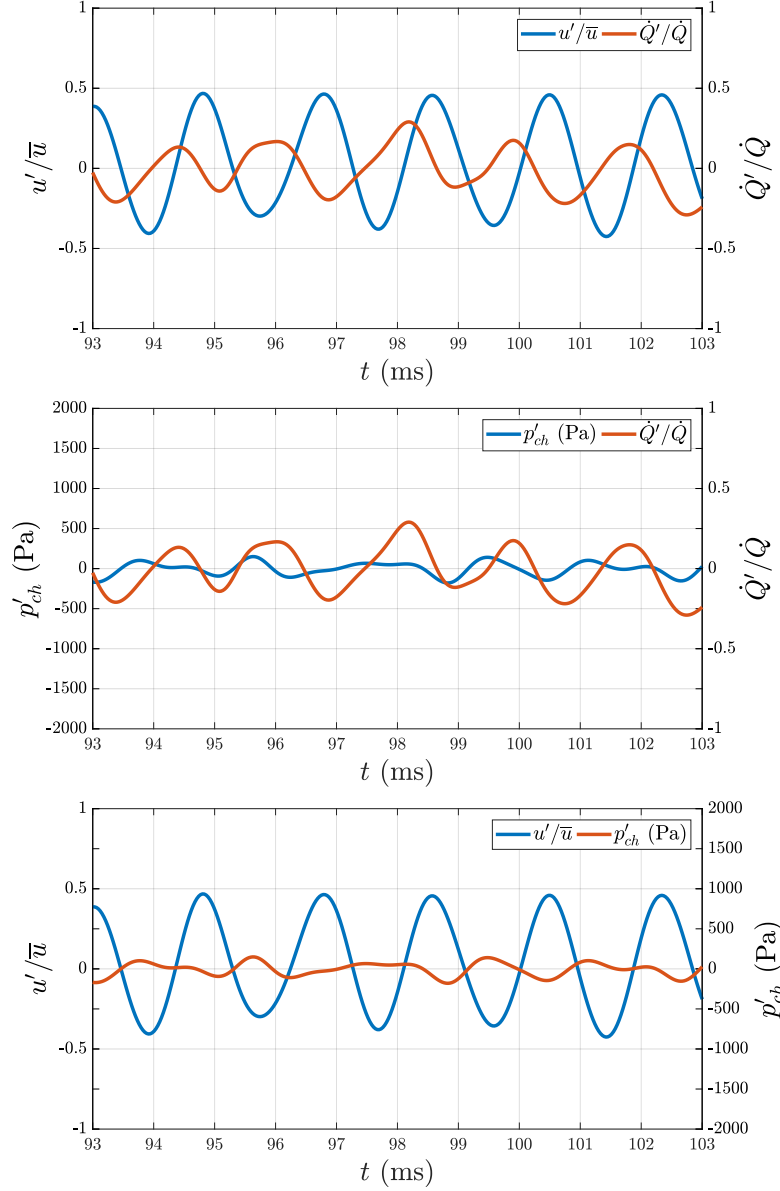 u′/u̅ Q̇′/Q̇
1 1
0.5 0.5
0 0
-0.5 -0.5
-1 -1
u′/u̅
Q̇′/Q̇
93 94 95 96 97 98 99 100 101 102 103
t (ms)
p′ch (Pa) Q̇′/Q̇
2000 1
1500
1000 0.5
500
0 0
-500
-1000 -0.5
-1500
-2000 -1
p′ch (Pa)
Q̇′/Q̇
93 94 95 96 97 98 99 100 101 102 103
t (ms)
u′/u̅ p′ch (Pa)
1 2000
1500
0.5 1000
500
0 0
-500
-0.5 1000
1500
-1 2000
u′/u̅
p′ch (Pa)
93 94 95 96 97 98 99 100 101 102 103
t (ms)